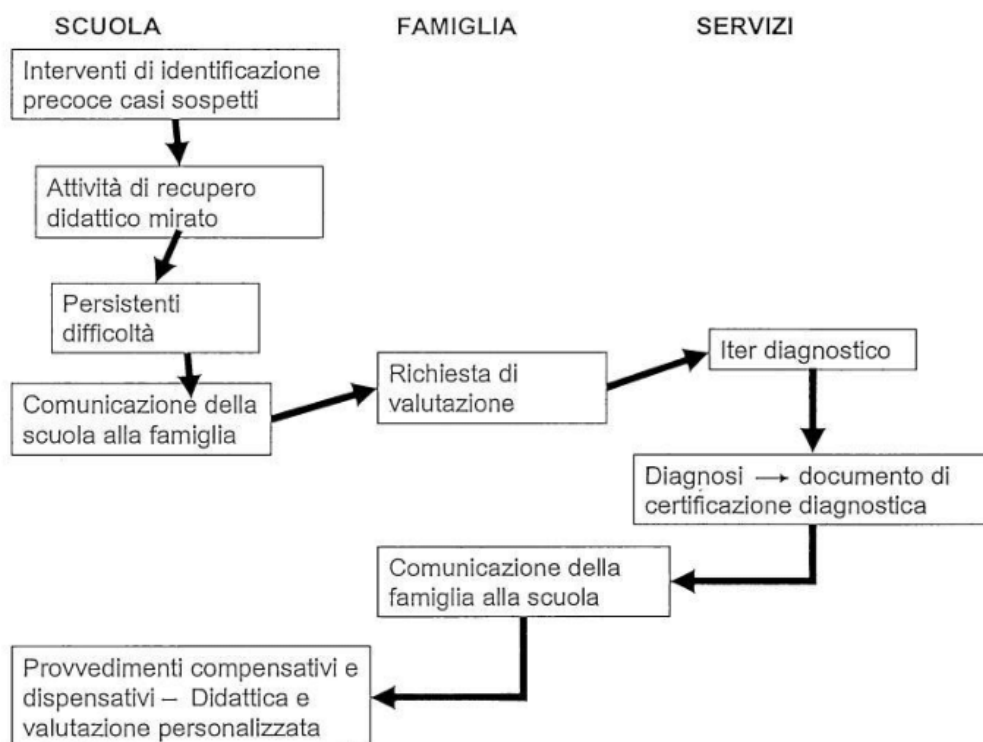 SCUOLA
FAMIGLIA
SERVIZI
Interventi di identificazione
precoce casi sospetti
Attività di recupero
didattico mirato
Persistenti
difficoltà
Comunicazione della
scuola alla famiglia
Richiesta di
valutazione
Iter diagnostico
Diagnosi → documento di
certificazione diagnostica
Comunicazione della
famiglia alla scuola
Provvedimenti compensativi e
dispensativi – Didattica e
valutazione personalizzata